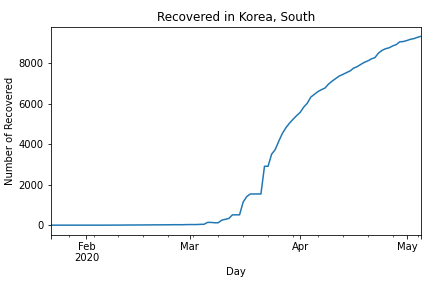 Recovered in Korea, South
Number of Recovered
8000
6000
4000
2000
0
Feb
2020
Mar
Apr
May
Day